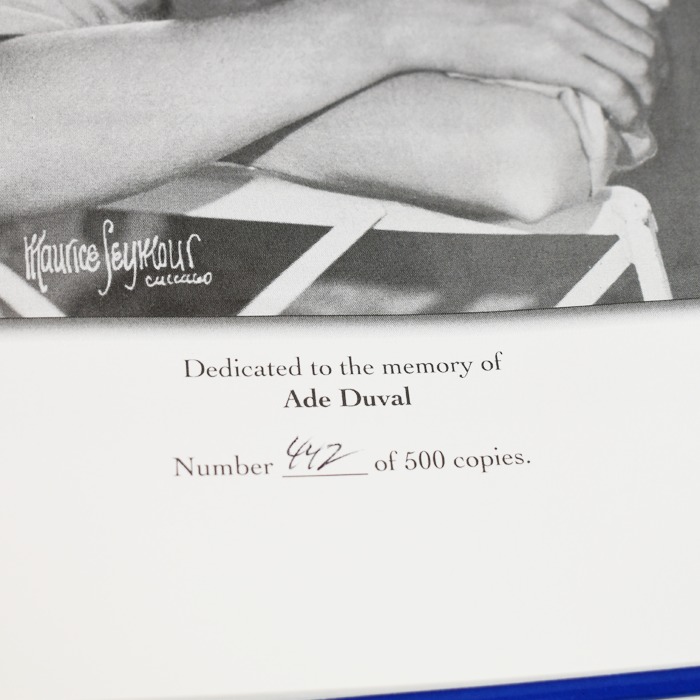 Maurice Seymour
Chicago
Dedicated to the memory of
Ade Duval
Number 442 of 500 copies.